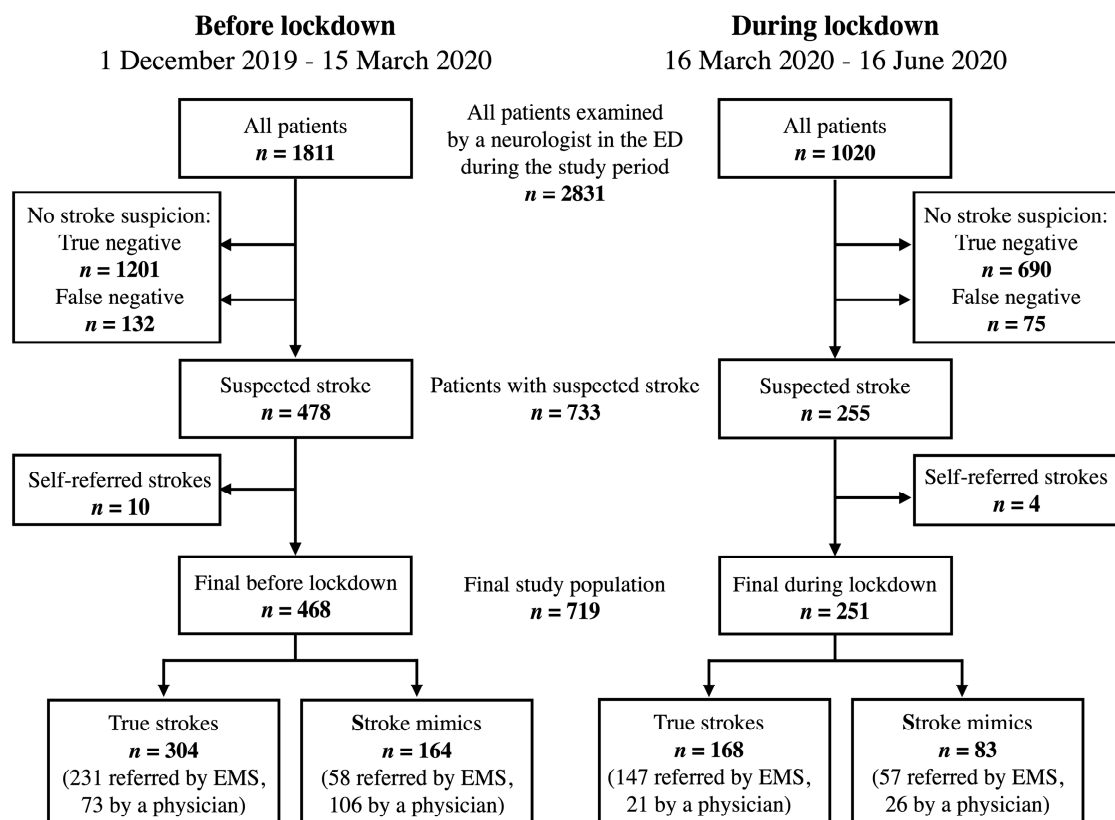 Before lockdown
1 December 2019 - 15 March 2020
During lockdown
16 March 2020 - 16 June 2020
All patients
n = 1811
All patients examined
by a neurologist in the ED
during the study period
n = 2831
All patients
n = 1020
No stroke suspicion:
True negative
n = 1201
False negative
n = 132
No stroke suspicion:
True negative
n = 690
False negative
n = 75
Suspected stroke
n = 478
Patients with suspected stroke
n = 733
Suspected stroke
n = 255
Self-referred strokes
n = 10
Self-referred strokes
n = 4
Final before lockdown
n = 468
Final study population
n = 719
Final during lockdown
n = 251
True strokes
n = 304
(231 referred by EMS,
73 by a physician)
Stroke mimics
n = 164
(58 referred by EMS,
106 by a physician)
True strokes
n = 168
(147 referred by EMS,
21 by a physician)
Stroke mimics
n = 83
(57 referred by EMS,
26 by a physician)